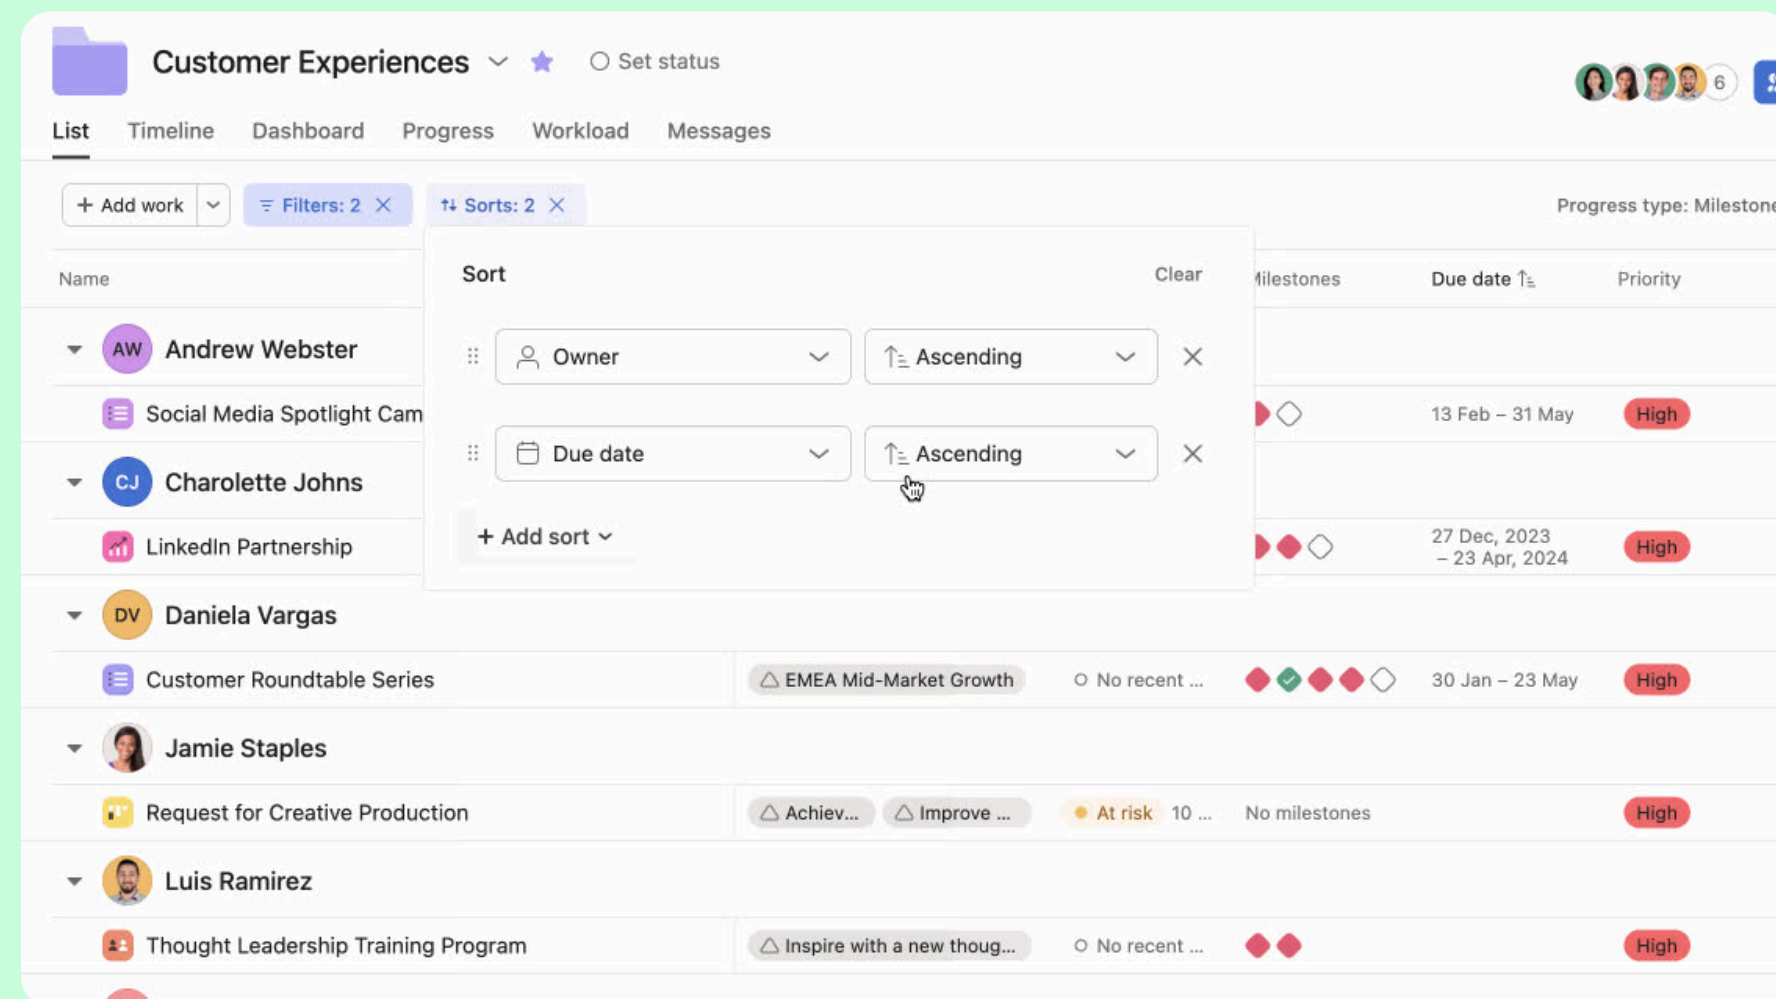 Customer Experiences
Set status
6
List Timeline Dashboard Progress Workload Messages
+ Add work
Filters: 2
Sorts: 2
Progress type: Milestone
Name
Milestones
Due date
Priority
Sort
Clear
Owner
Ascending
Due date
Ascending
+ Add sort
AW Andrew Webster
Social Media Spotlight Cam
13 Feb – 31 May
High
CJ Charolette Johns
LinkedIn Partnership
27 Dec, 2023
– 23 Apr, 2024
High
DV Daniela Vargas
Customer Roundtable Series
EMEA Mid-Market Growth
No recent ...
30 Jan – 23 May
High
Jamie Staples
Request for Creative Production
Achiev...
Improve ...
At risk
10 ...
No milestones
High
Luis Ramirez
Thought Leadership Training Program
Inspire with a new thoug...
No recent ...
High